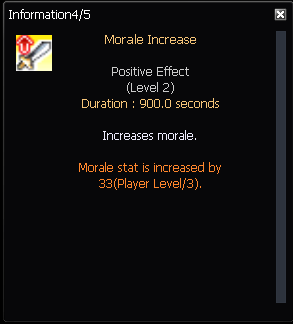 Information4/5
Morale Increase
Positive Effect
(Level 2)
Duration : 900.0 seconds
Increases morale.
Morale stat is increased by
33(Player Level/3).